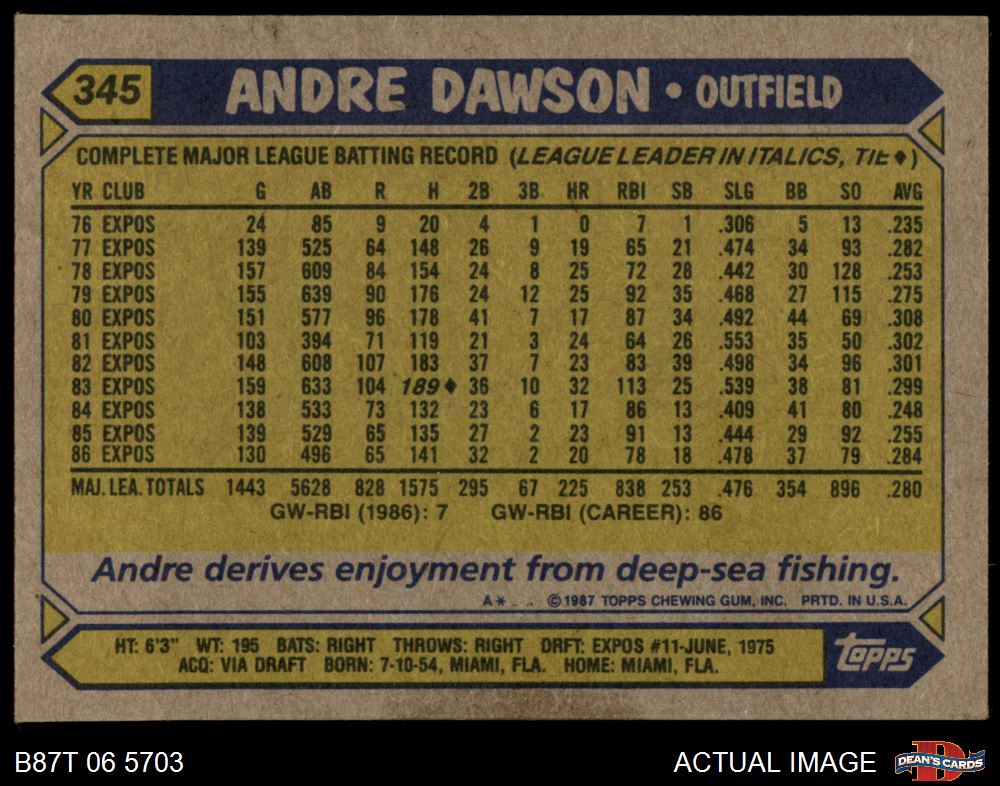 345 ANDRE DAWSON • OUTFIELD
COMPLETE MAJOR LEAGUE BATTING RECORD (LEAGUE LEADER IN ITALICS, TIE ♦)
YR CLUB G AB R H 2B 3B HR RBI SB SLG BB SO AVG
76 EXPOS 24 85 9 20 4 1 0 7 1 .306 5 13 .235
77 EXPOS 139 525 64 148 26 9 19 65 21 .474 34 93 .282
78 EXPOS 157 609 84 154 24 8 25 72 28 .442 30 128 .253
79 EXPOS 155 639 90 176 24 12 25 92 35 .468 27 115 .275
80 EXPOS 151 577 96 178 41 7 17 87 34 .492 44 69 .308
81 EXPOS 103 394 71 119 21 3 24 64 26 .553 35 50 .302
82 EXPOS 148 608 107 183 37 7 23 83 39 .498 34 96 .301
83 EXPOS 159 633 104 189♦ 36 10 32 113 25 .539 38 81 .299
84 EXPOS 138 533 73 132 23 6 17 86 13 .409 41 80 .248
85 EXPOS 139 529 65 135 27 2 23 91 13 .444 29 92 .255
86 EXPOS 130 496 65 141 32 2 20 78 18 .478 37 79 .284
MAJ. LEA. TOTALS 1443 5628 828 1575 295 67 225 838 253 .476 354 896 .280
GW-RBI (1986): 7 GW-RBI (CAREER): 86
Andre derives enjoyment from deep-sea fishing.
A* ©1987 TOPPS CHEWING GUM, INC. PRTD. IN U.S.A.
HT: 6'3" WT: 195 BATS: RIGHT THROWS: RIGHT DRFT: EXPOS #11-JUNE, 1975
ACQ: VIA DRAFT BORN: 7-10-54, MIAMI, FLA. HOME: MIAMI, FLA.
topps
B87T 06 5703
ACTUAL IMAGE
D
DEAN'S CARDS